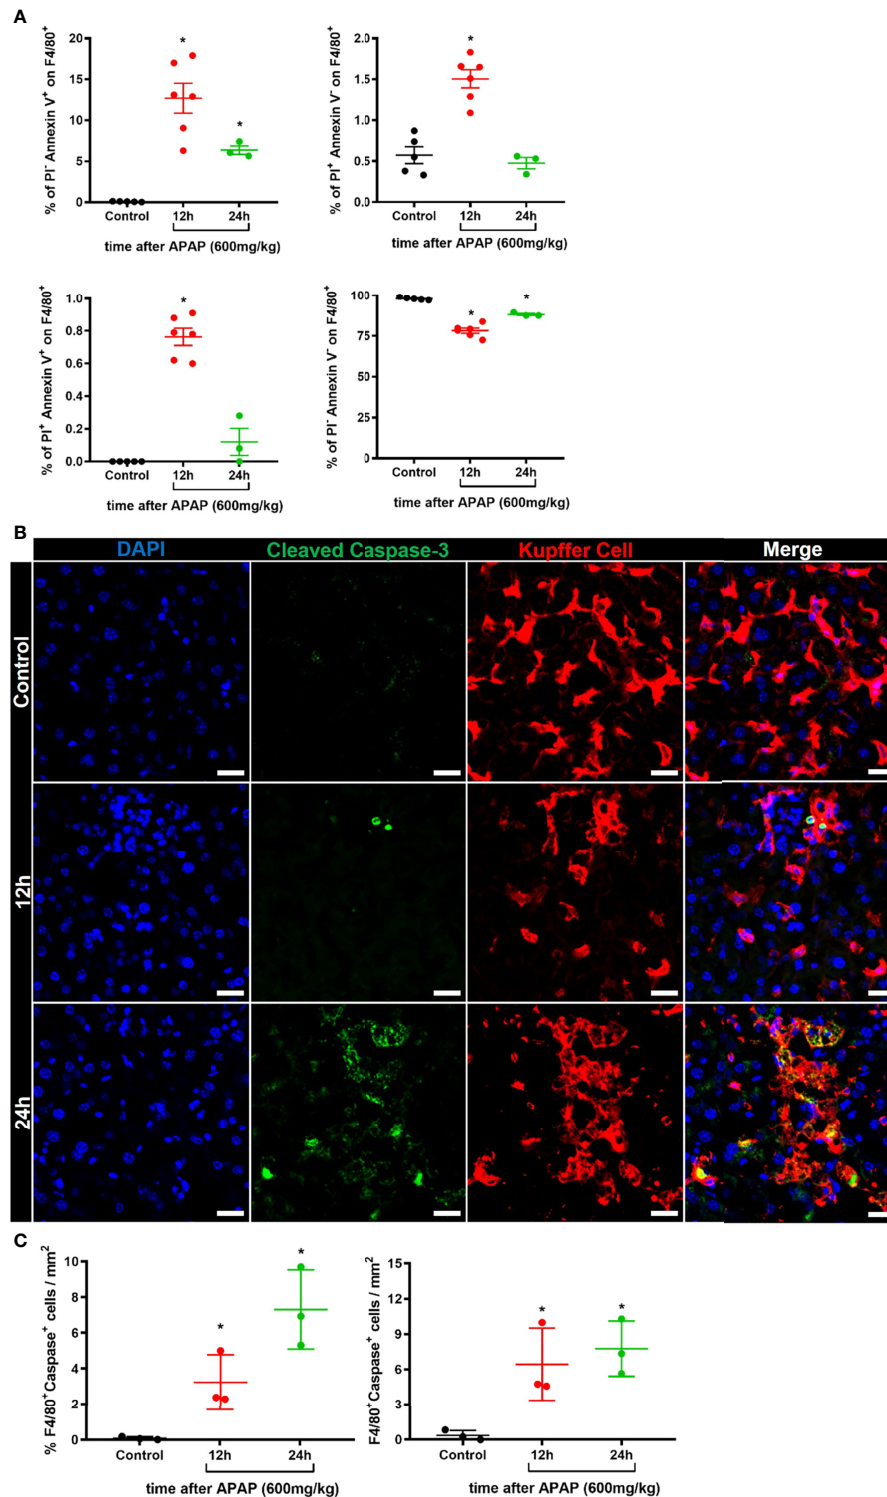 A
% of PI⁻ Annexin V⁺ on F4/80⁺
20
15
10
5
0
*
*
Control
12h
24h
time after APAP (600mg/kg)
% of PI⁺ Annexin V⁻ on F4/80⁺
2.0
1.5
1.0
0.5
0.0
*
Control
12h
24h
time after APAP (600mg/kg)
% of PI⁺ Annexin V⁺ on F4/80⁺
1.0
0.8
0.6
0.4
0.2
0.0
*
Control
12h
24h
time after APAP (600mg/kg)
% of PI⁻ Annexin V⁻ on F4/80⁺
100
75
50
25
0
*
*
Control
12h
24h
time after APAP (600mg/kg)
B
DAPI
Cleaved Caspase-3
Kupffer Cell
Merge
Control
12h
24h
C
% F4/80⁺Caspase⁺ cells / mm²
10
8
6
4
2
0
*
*
Control
12h
24h
time after APAP (600mg/kg)
F4/80⁺Caspase⁺ cells / mm²
15
12
9
6
3
0
*
*
Control
12h
24h
time after APAP (600mg/kg)